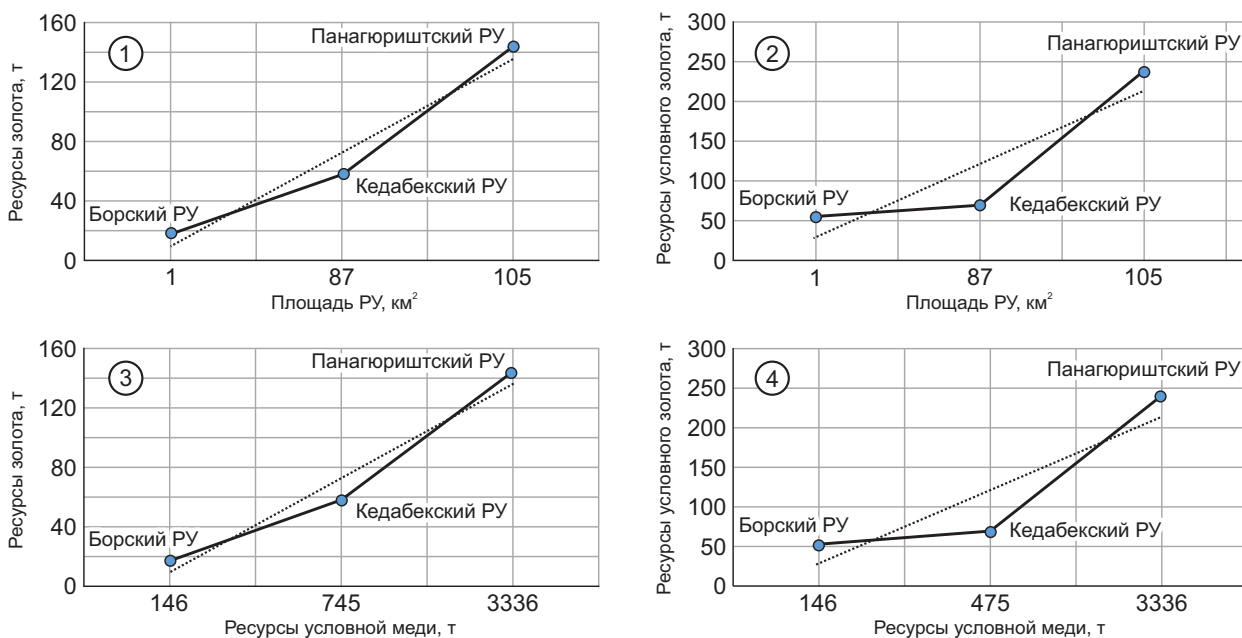 160
120
80
40
0
Ресурсы золота, т
1
Панагюриштский РУ
Борский РУ
Кедабекский РУ
1
87
105
Площадь РУ, км²
300
250
200
150
100
50
0
Ресурсы условного золота, т
2
Панагюриштский РУ
Борский РУ
Кедабекский РУ
1
87
105
Площадь РУ, км²
160
120
80
40
0
Ресурсы золота, т
3
Панагюриштский РУ
Борский РУ
Кедабекский РУ
146
745
3336
Ресурсы условной меди, т
300
250
200
150
100
50
0
Ресурсы условного золота, т
4
Панагюриштский РУ
Борский РУ
Кедабекский РУ
146
475
3336
Ресурсы условной меди, т